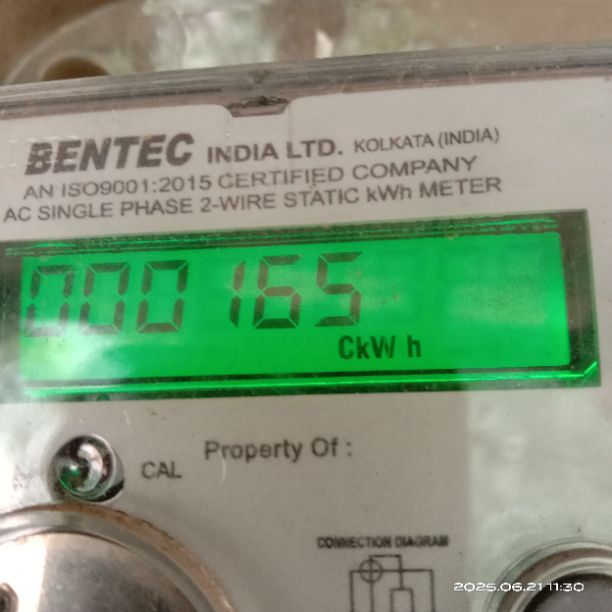 BENTEC INDIA LTD. KOLKATA (INDIA)
AN ISO9001:2015 CERTIFIED COMPANY
AC SINGLE PHASE 2-WIRE STATIC kWh METER
000165
CkW h
Property Of :
CAL
CONNECTION DIAGRAM
2025.06.21 11:30